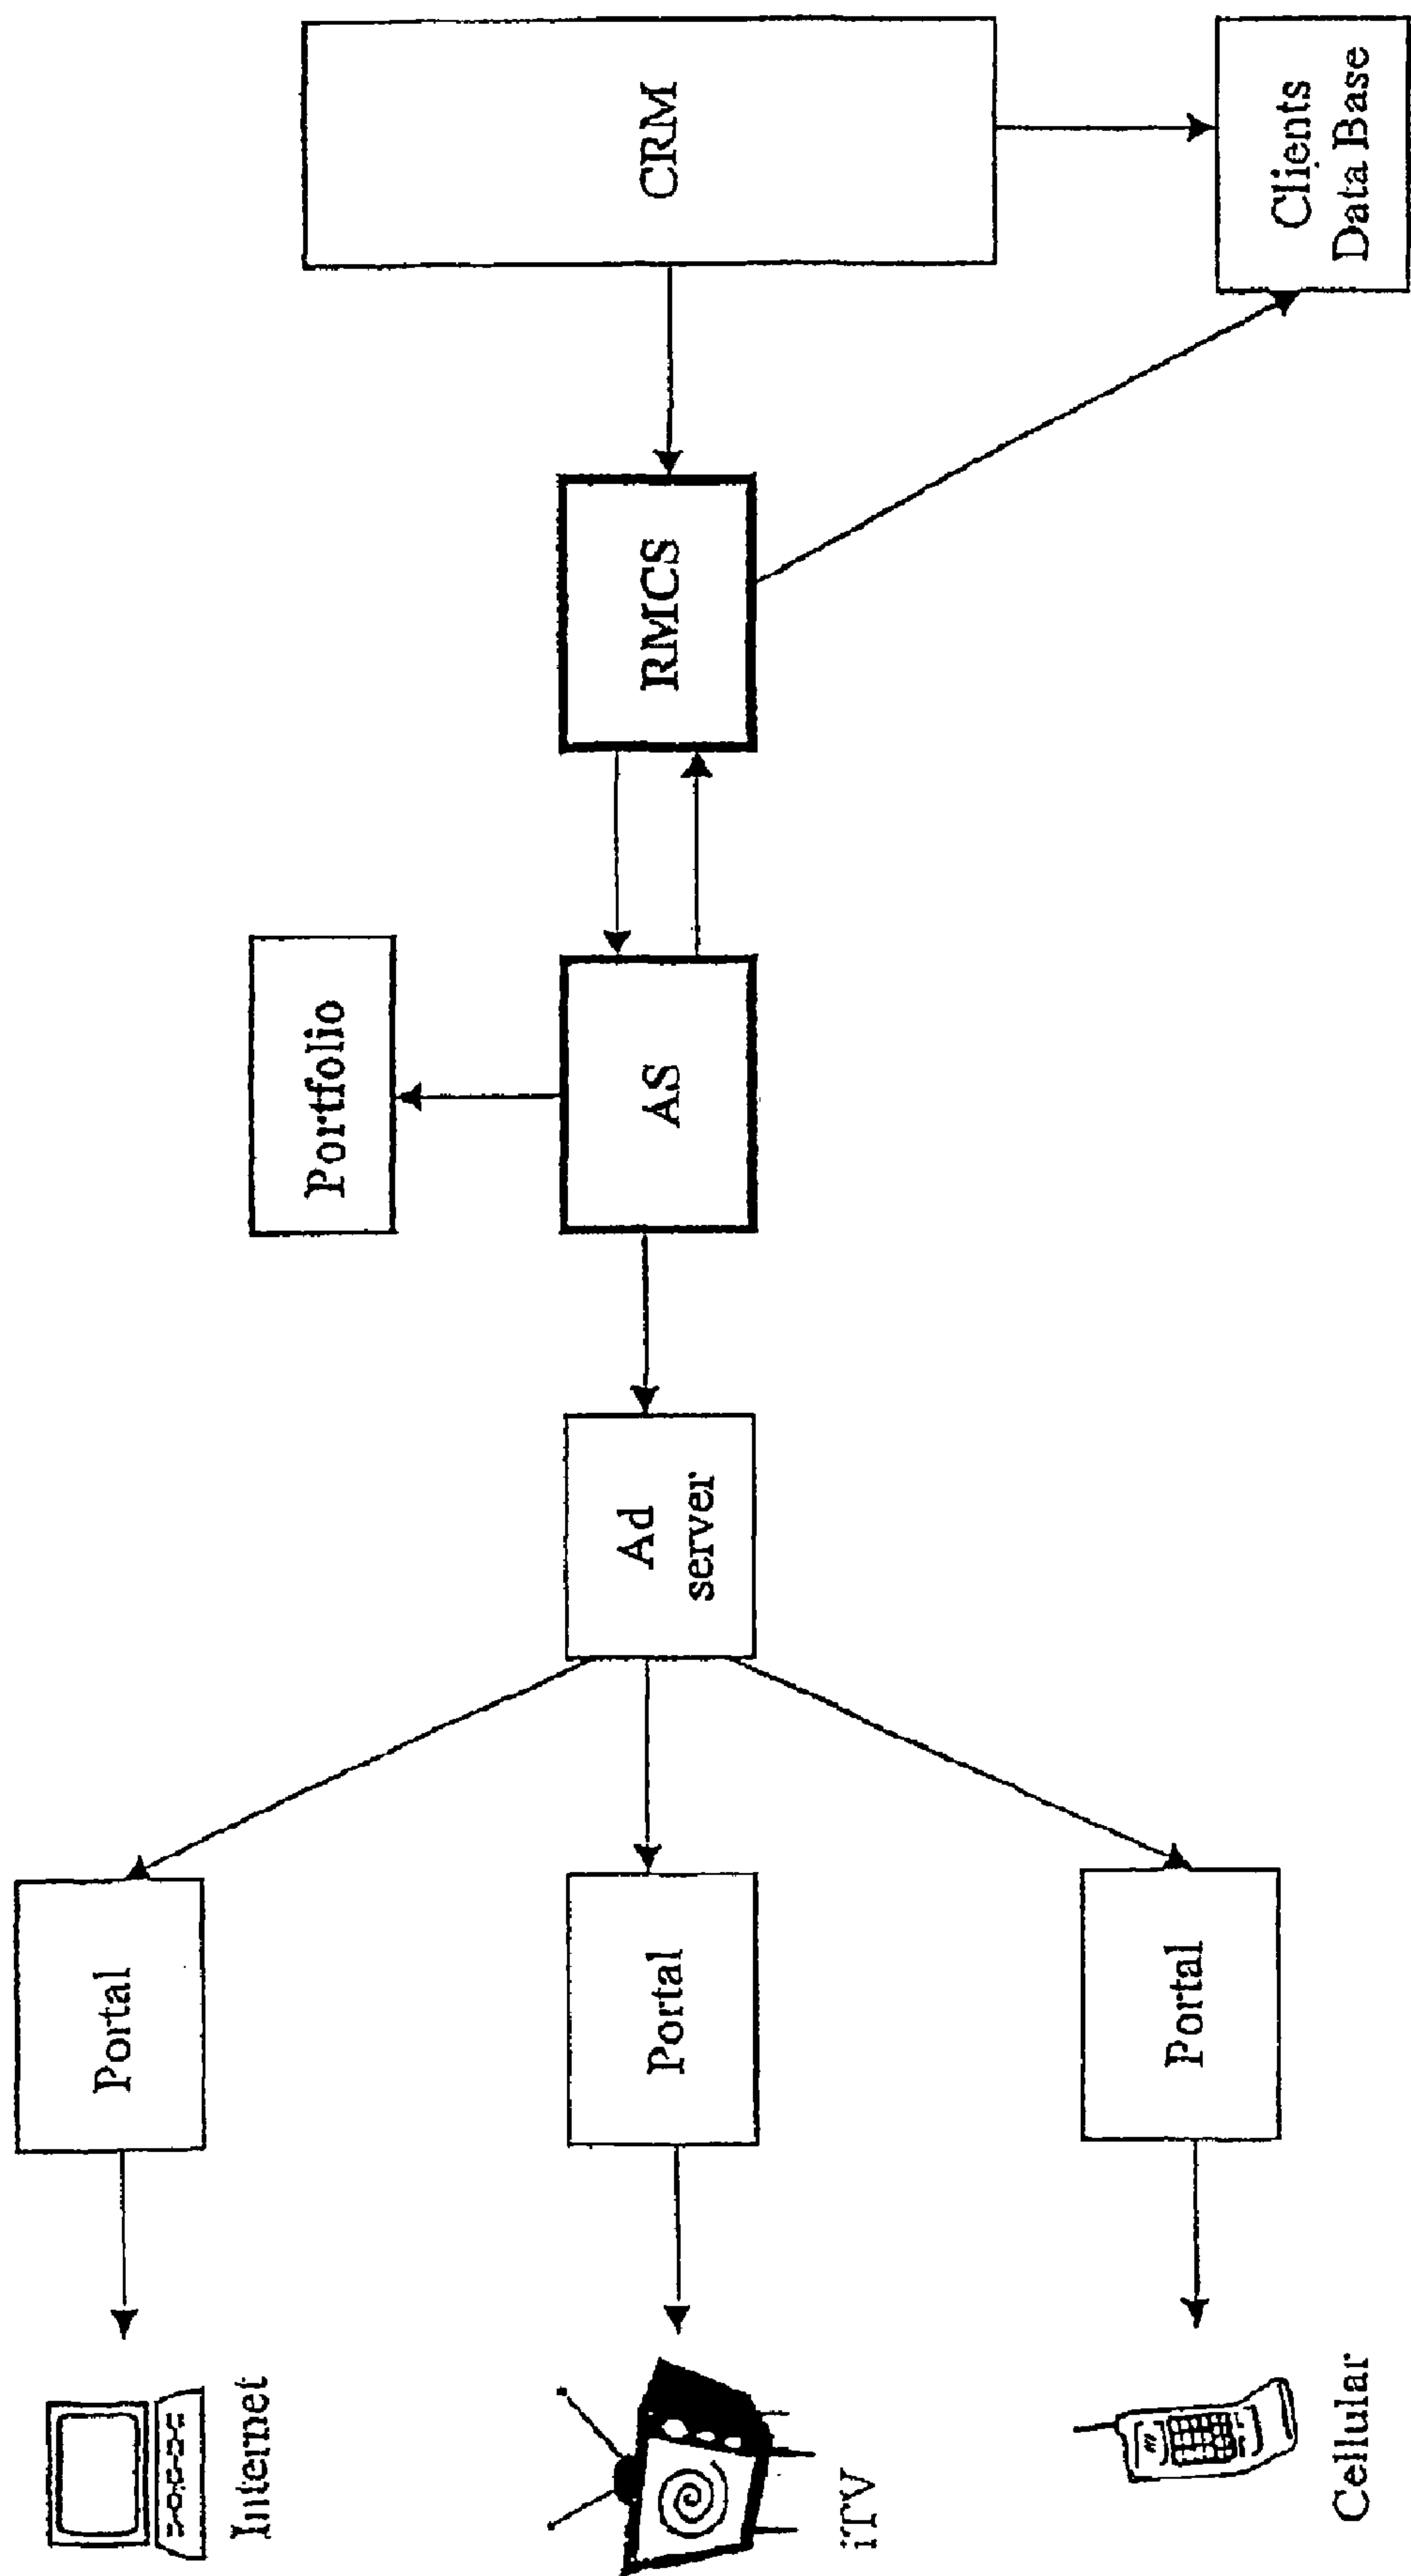 Portal
Internet
Portfolio
Portal
iTV
Ad
server
AS
RMCS
CRM
Portal
Cellular
Clients
Data Base